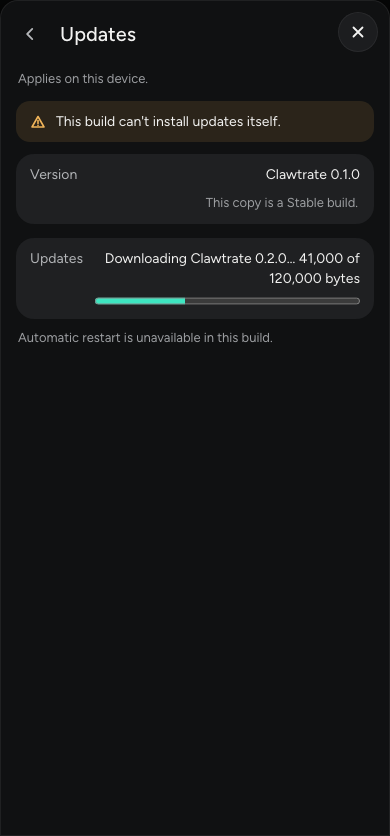 Updates
Applies on this device.
This build can't install updates itself.
Version
Clawtrate 0.1.0
This copy is a Stable build.
Updates
Downloading Clawtrate 0.2.0... 41,000 of
120,000 bytes
Automatic restart is unavailable in this build.